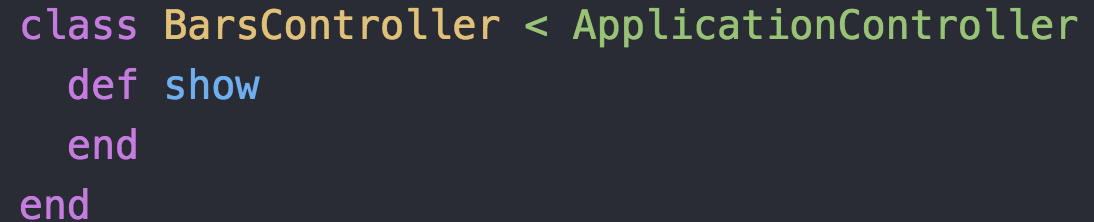 class BarsController < ApplicationController
  def show
  end
end